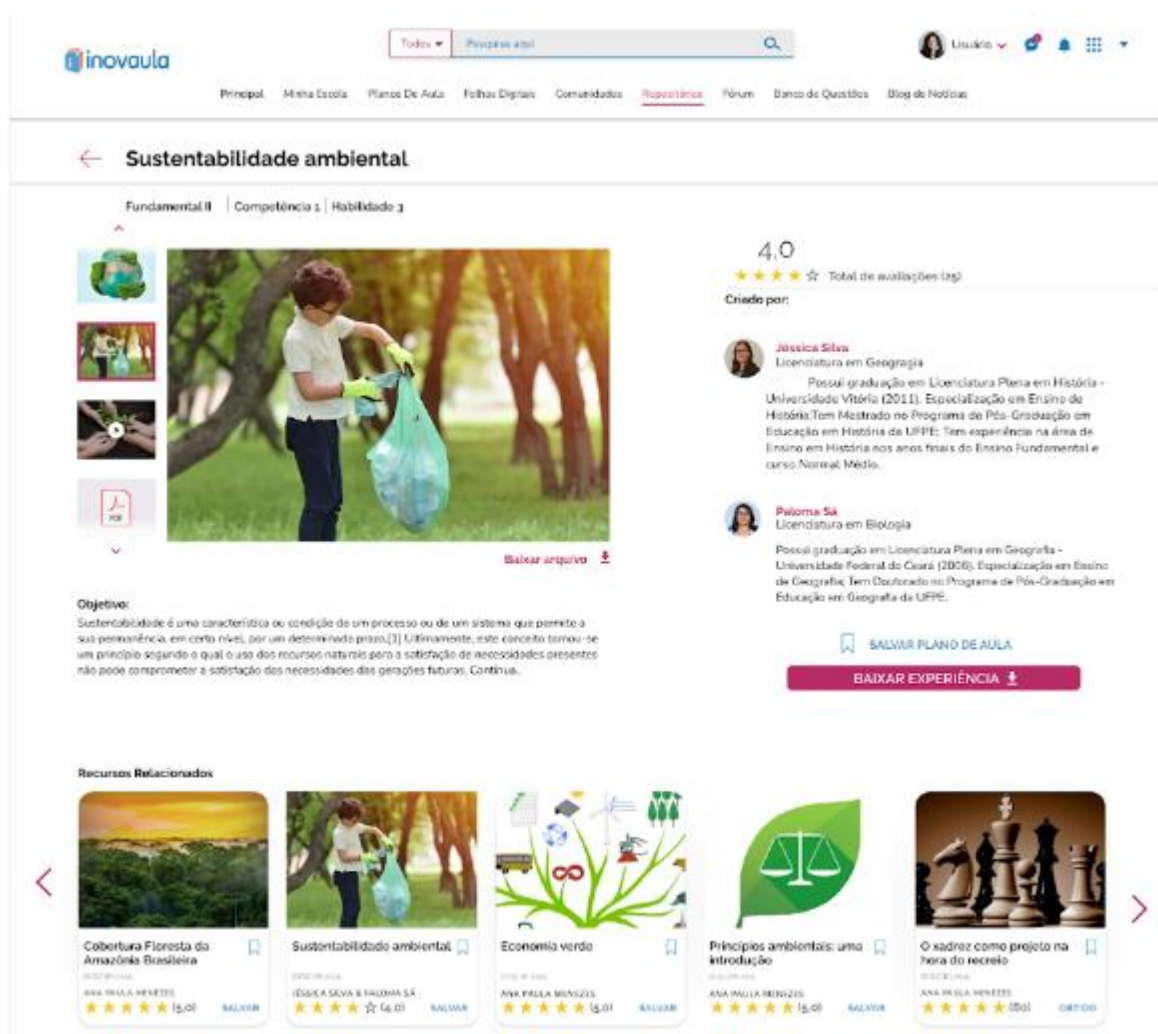 inovaula
Todos
Pesquise aqui
Usuário
Principal Minha Escola Planos De Aula Folhas Digitais Comunidades Repositórios Fórum Banco de Questões Blog de Notícias
Sustentabilidade ambiental
Fundamental II | Competência 1 | Habilidade 3
PDF
Baixar arquivo
Objetivo:
Sustentabilidade é uma característica ou condição de um processo ou de um sistema que permite a
sua permanência, em certo nível, por um determinado prazo.[1] Ultimamente, este conceito tornou-se
um princípio segundo o qual o uso dos recursos naturais para a satisfação de necessidades presentes
não pode comprometer a satisfação das necessidades das gerações futuras. Continua..
4.0
Total de avaliações (25)
Criado por:
Jéssica Silva
Licenciatura em Geogragia
Possui graduação em Licenciatura Plena em História -
Universidade Vitória (2011). Especialização em Ensino de
História;Tem Mestrado no Programa de Pós-Graduação em
Educação em História da UFPE; Tem experiência na área de
Ensino em História nos anos finais do Ensino Fundamental e
curso Normal Médio.
Paloma Sá
Licenciatura em Biologia
Possui graduação em Licenciatura Plena em Geografia -
Universidade Federal do Ceará (2006). Especialização em Ensino
de Geografia; Tem Doutorado no Programa de Pós-Graduação em
Educação em Geografia da UFPE.
SALVAR PLANO DE AULA
BAIXAR EXPERIÊNCIA
Recursos Relacionados
Cobertura Floresta da
Amazônia Brasileira
DISCIPLINA
ANA PAULA MENEZES
(5,0) SALVAR
Sustentabilidade ambiental
DISCIPLINA
JÉSSICA SILVA & PALOMA SÁ
(4,0) SALVAR
Economia verde
DISCIPLINA
ANA PAULA MENEZES
(5,0) SALVAR
Princípios ambientais: uma
introdução
DISCIPLINA
ANA PAULA MENEZES
(5,0) SALVAR
O xadrez como projeto na
hora do recreio
DISCIPLINA
ANA PAULA MENEZES
OBTIDO